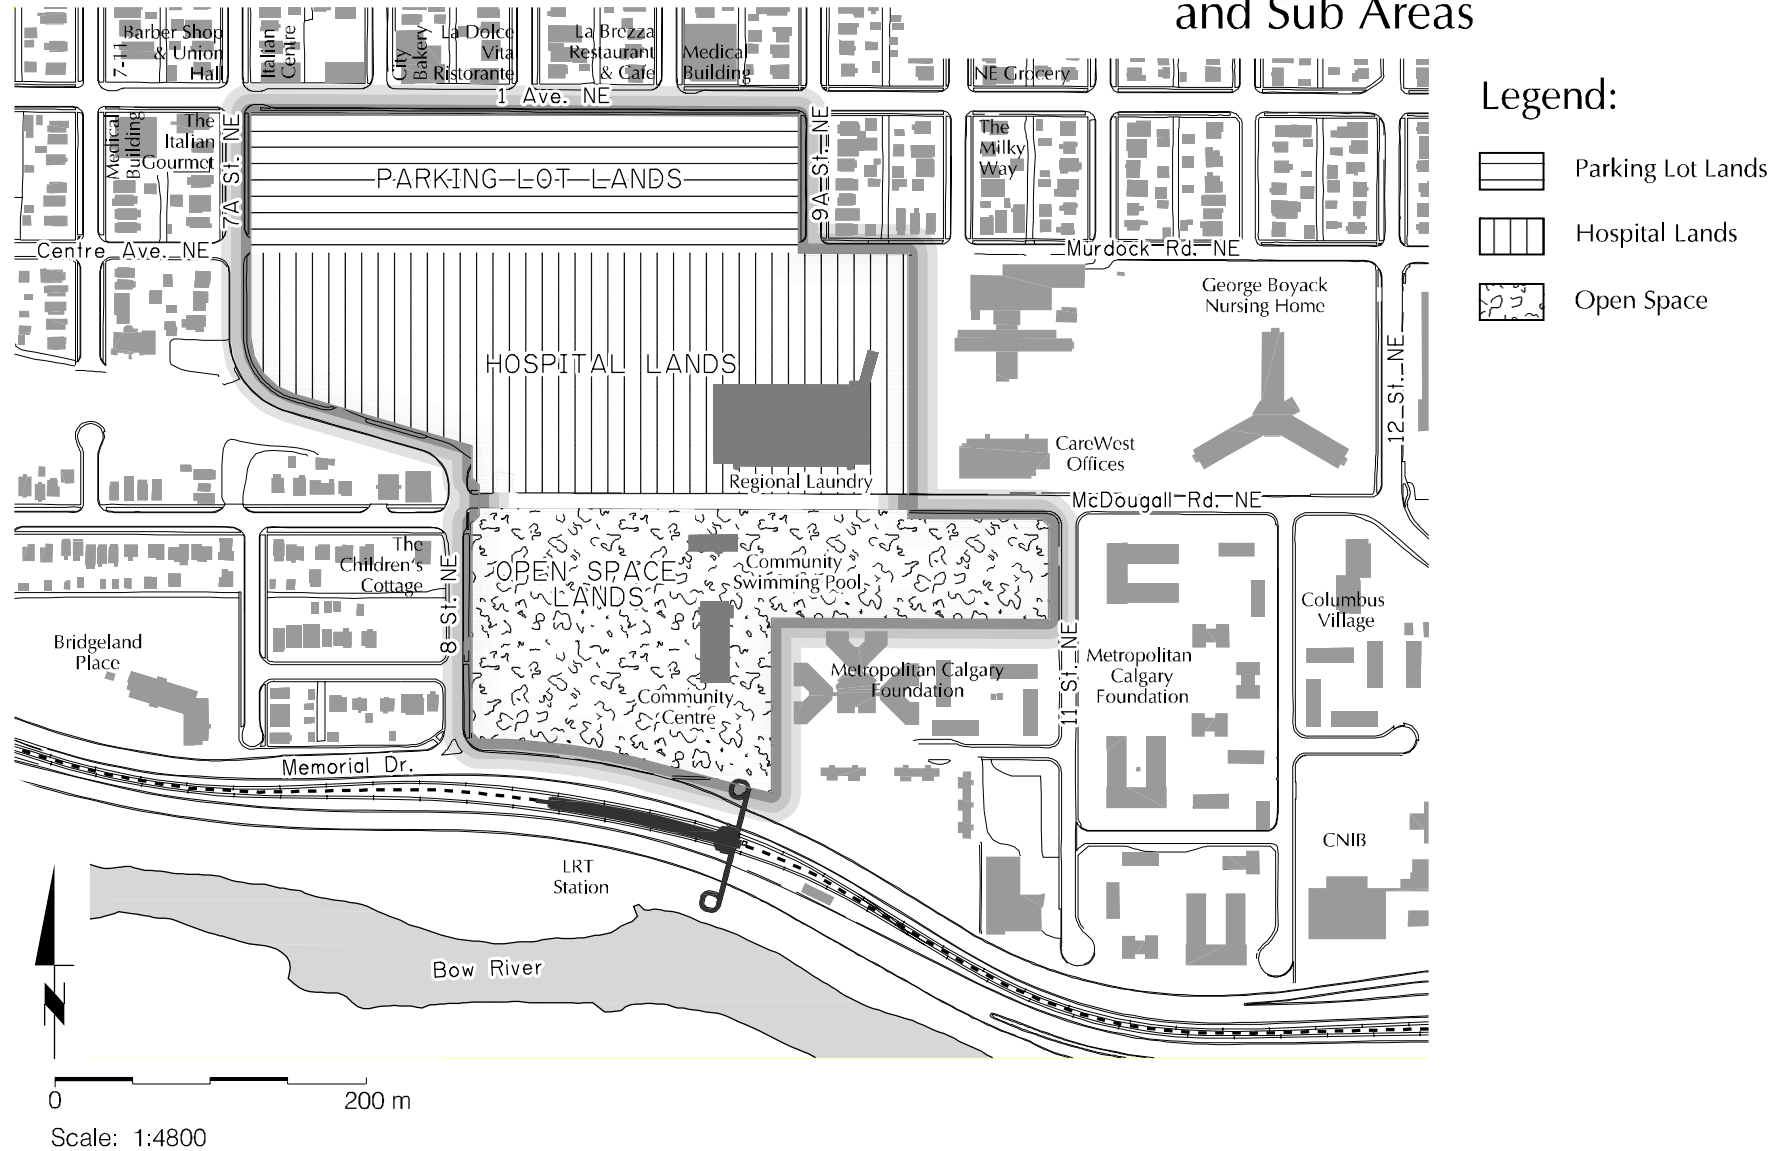 and Sub Areas
Legend:
Parking Lot Lands
Hospital Lands
Open Space
7-11
Barber Shop
& Union
Hall
Italian
Centre
City
Bakery
La Dolce
Vita
Ristorante
La Brezza
Restaurant
& Cafe
Medical
Building
NE Grocery
1 Ave. NE
Medical
Building
The
Italian
Gourmet
7A St. NE
PARKING LOT LANDS
9A St. NE
The
Milky
Way
Centre Ave. NE
Murdock Rd. NE
George Boyack
Nursing Home
12 St. NE
HOSPITAL LANDS
CareWest
Offices
Regional Laundry
McDougall Rd. NE
The
Children's
Cottage
8 St. NE
OPEN SPACE
LANDS
Community
Swimming Pool
Columbus
Village
Bridgeland
Place
Metropolitan Calgary
Foundation
11 St. NE
Metropolitan
Calgary
Foundation
Community
Centre
Memorial Dr.
CNIB
LRT
Station
Bow River
N
0
200 m
Scale: 1:4800